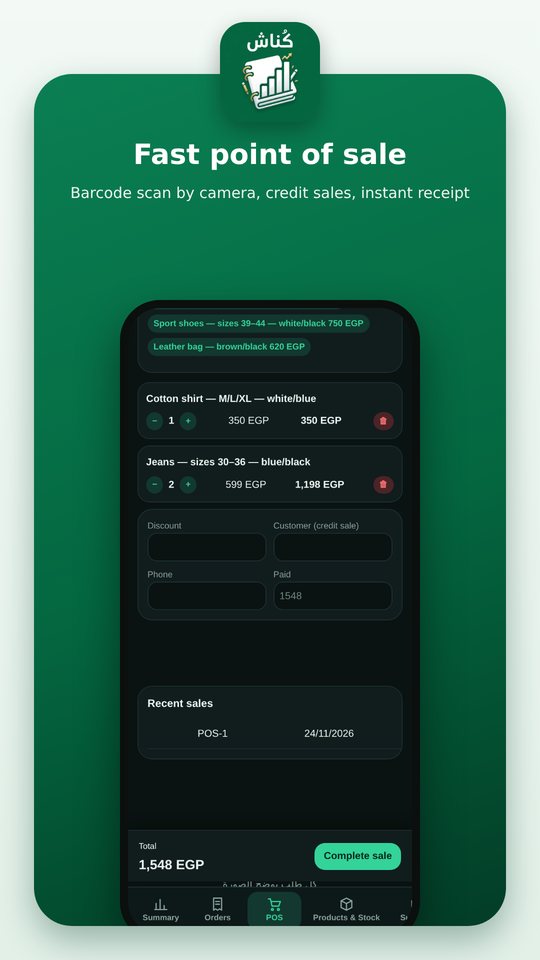 كُناش
Fast point of sale
Barcode scan by camera, credit sales, instant receipt
Sport shoes — sizes 39–44 — white/black 750 EGP
Leather bag — brown/black 620 EGP
Cotton shirt — M/L/XL — white/blue
− 1 + 350 EGP 350 EGP
Jeans — sizes 30–36 — blue/black
− 2 + 599 EGP 1,198 EGP
Discount Customer (credit sale)
Phone Paid
1548
Recent sales
POS-1 24/11/2026
Total
1,548 EGP Complete sale
Summary Orders POS Products & Stock